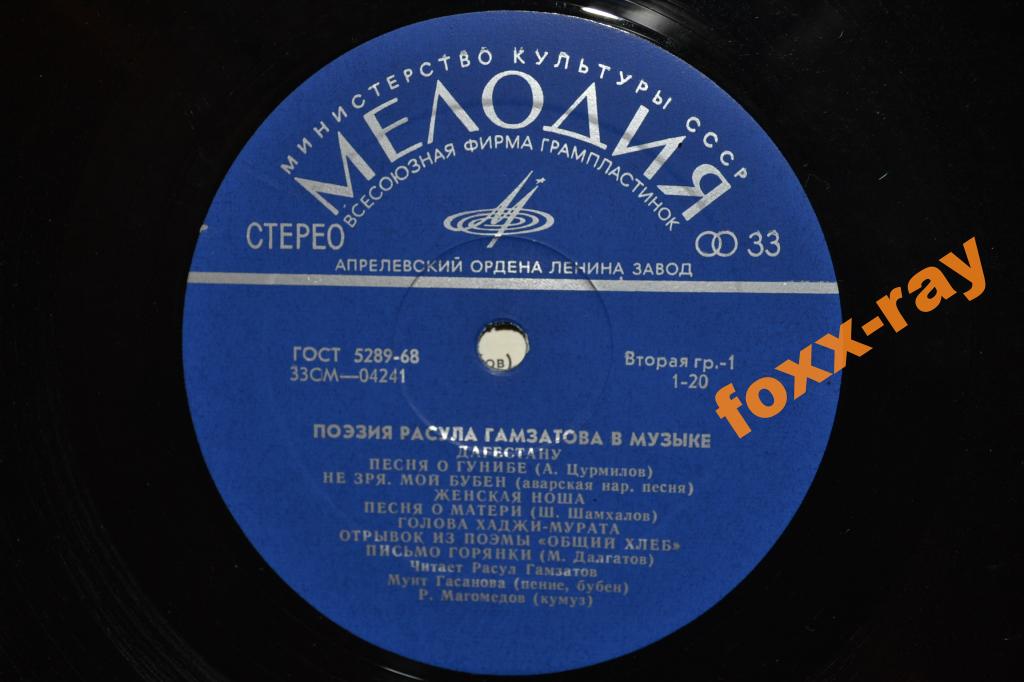 МИНИСТЕРСТВО КУЛЬТУРЫ СССР
МЕЛОДИЯ
ВСЕСОЮЗНАЯ ФИРМА ГРАМПЛАСТИНОК
СТЕРЕО
33
АПРЕЛЕВСКИЙ ОРДЕНА ЛЕНИНА ЗАВОД
ГОСТ 5289-68
33СМ—04241
ов)
Вторая гр.-1
1-20
foxx-ray
ПОЭЗИЯ РАСУЛА ГАМЗАТОВА В МУЗЫКЕ
ДАГЕСТАНУ
ПЕСНЯ О ГУНИБЕ (А. Цурмилов)
НЕ ЗРЯ. МОЙ БУБЕН (аварская нар. песня)
ЖЕНСКАЯ НОША
ПЕСНЯ О МАТЕРИ (Ш. Шамхалов)
ГОЛОВА ХАДЖИ-МУРАТА
ОТРЫВОК ИЗ ПОЭМЫ «ОБЩИЙ ХЛЕБ»
ПИСЬМО ГОРЯНКИ (М. Далгатов)
Читает Расул Гамзатов
Муит Гасанова (пение, бубен)
Р. Магомедов (кумуз)